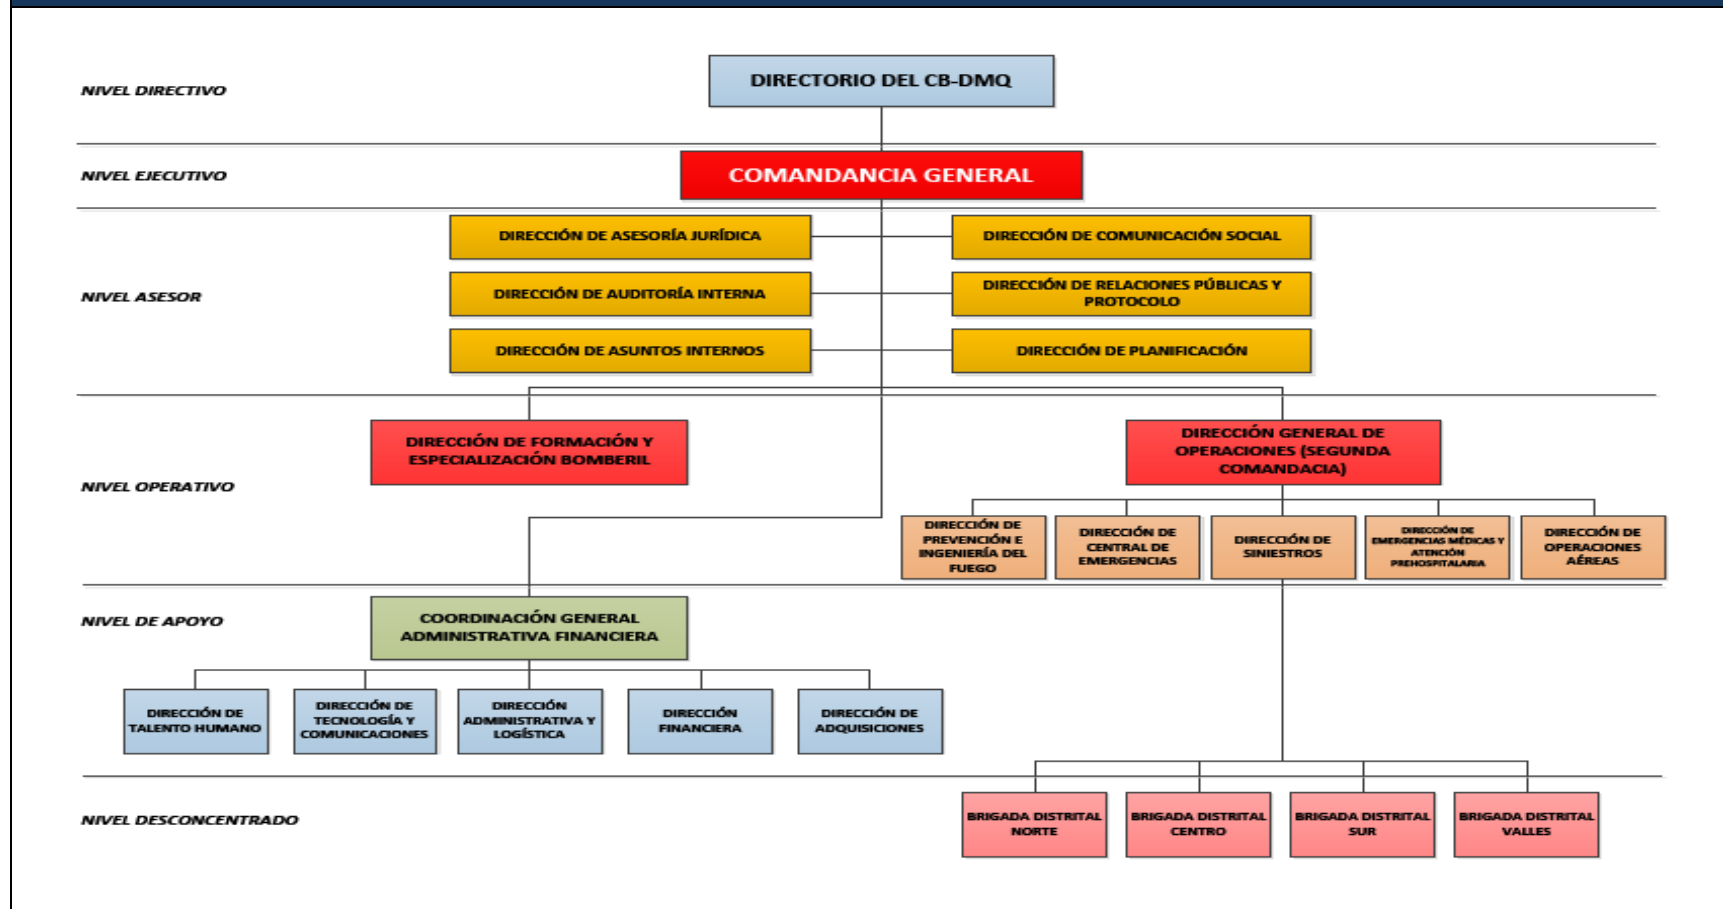 NIVEL DIRECTIVO
DIRECTORIO DEL CB-DMQ
NIVEL EJECUTIVO
COMANDANCIA GENERAL
NIVEL ASESOR
DIRECCIÓN DE ASESORÍA JURÍDICA
DIRECCIÓN DE COMUNICACIÓN SOCIAL
DIRECCIÓN DE AUDITORÍA INTERNA
DIRECCIÓN DE RELACIONES PÚBLICAS Y
PROTOCOLO
DIRECCIÓN DE ASUNTOS INTERNOS
DIRECCIÓN DE PLANIFICACIÓN
NIVEL OPERATIVO
DIRECCIÓN DE FORMACIÓN Y
ESPECIALIZACIÓN BOMBERIL
DIRECCIÓN GENERAL DE
OPERACIONES (SEGUNDA
COMANDACIA)
DIRECCIÓN DE
PREVENCIÓN E
INGENIERÍA DEL
FUEGO
DIRECCIÓN DE
CENTRAL DE
EMERGENCIAS
DIRECCIÓN DE
SINIESTROS
DIRECCIÓN DE
EMERGENCIAS MÉDICAS Y
ATENCIÓN
PREHOSPITALARIA
DIRECCIÓN DE
OPERACIONES
AÉREAS
NIVEL DE APOYO
COORDINACIÓN GENERAL
ADMINISTRATIVA FINANCIERA
DIRECCIÓN DE
TALENTO HUMANO
DIRECCIÓN DE
TECNOLOGÍA Y
COMUNICACIONES
DIRECCIÓN
ADMINISTRATIVA Y
LOGÍSTICA
DIRECCIÓN
FINANCIERA
DIRECCIÓN DE
ADQUISICIONES
NIVEL DESCONCENTRADO
BRIGADA DISTRITAL
NORTE
BRIGADA DISTRITAL
CENTRO
BRIGADA DISTRITAL
SUR
BRIGADA DISTRITAL
VALLES